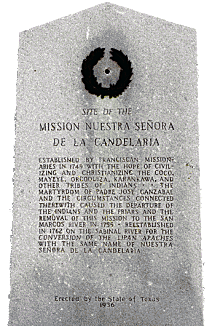 SITE OF THE
MISSION NUESTRA SEÑORA
DE LA CANDELARIA
ESTABLISHED BY FRANCISCAN MISSION-
ARIES IN 1749 WITH THE HOPE OF CIVIL-
IZING AND CHRISTIANIZING THE COCO,
MAYEYE, ORCOQUIZA, KARANKAWA, AND
OTHER TRIBES OF INDIANS • THE
MARTYRDOM OF PADRE JOSÉ GANZABAL
AND THE CIRCUMSTANCES CONNECTED
THEREWITH CAUSED THE DEPARTURE OF
THE INDIANS AND THE FRIARS AND THE
REMOVAL OF THIS MISSION TO THE SAN
MARCOS RIVER IN 1755 • REESTABLISHED
IN 1762 ON THE SABINAL RIVER FOR THE
CONVERSION OF THE LIPAN APACHES
WITH THE SAME NAME OF NUESTRA
SEÑORA DE LA CANDELARIA
Erected by the State of Texas
1936